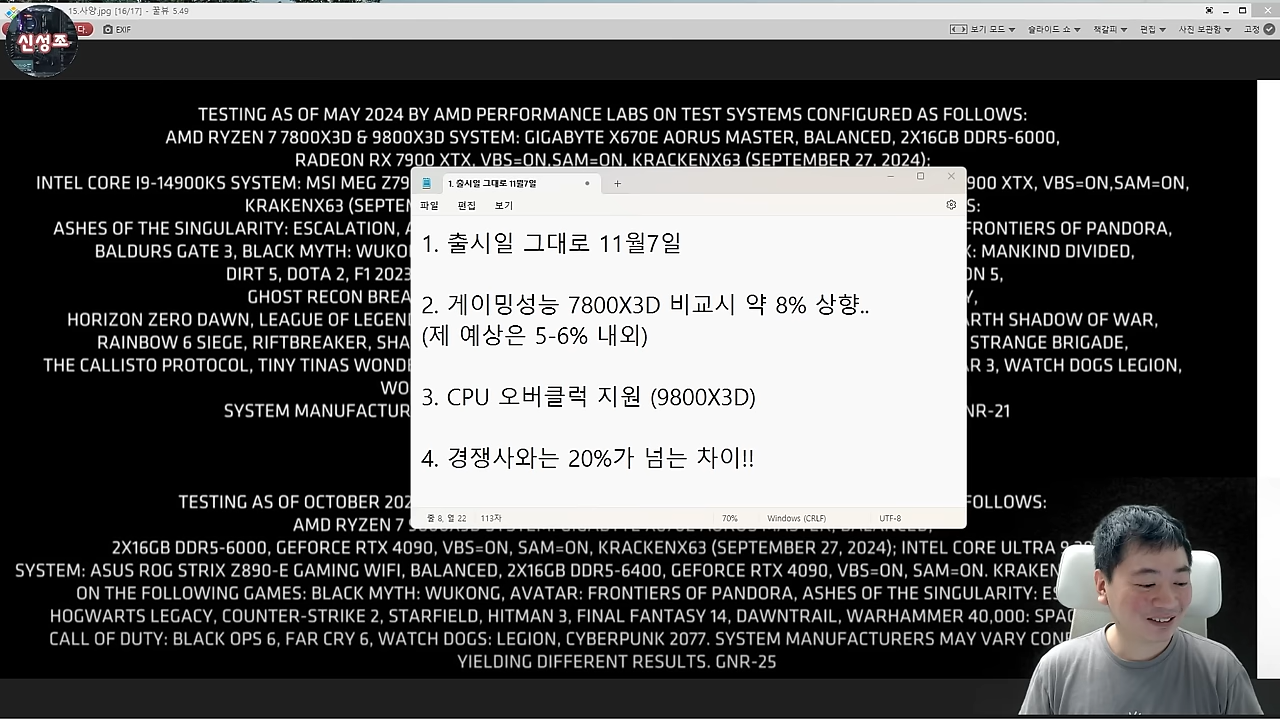 15.사양.jpg [16/17] - 꿀뷰 5.49
신성조
EXIF
보기 모드 슬라이드 쇼 책갈피 편집 사진 보관함 고정
TESTING AS OF MAY 2024 BY AMD PERFORMANCE LABS ON TEST SYSTEMS CONFIGURED AS FOLLOWS:
AMD RYZEN 7 7800X3D & 9800X3D SYSTEM: GIGABYTE X670E AORUS MASTER, BALANCED, 2X16GB DDR5-6000,
RADEON RX 7900 XTX, VBS=ON,SAM=ON, KRACKENX63 (SEPTEMBER 27, 2024);
INTEL CORE I9-14900KS SYSTEM: MSI MEG Z79 900 XTX, VBS=ON,SAM=ON,
KRAKENX63 (SEPTE S:
ASHES OF THE SINGULARITY: ESCALATION, FRONTIERS OF PANDORA,
BALDURS GATE 3, BLACK MYTH: WUKO : MANKIND DIVIDED,
DIRT 5, DOTA 2, F1 2023 ON 5,
GHOST RECON BREA
HORIZON ZERO DAWN, LEAGUE OF LEGEN ARTH SHADOW OF WAR,
RAINBOW 6 SIEGE, RIFTBREAKER, SHA STRANGE BRIGADE,
THE CALLISTO PROTOCOL, TINY TINAS WONDE R 3, WATCH DOGS LEGION,
WO
SYSTEM MANUFACTUR NR-21
1. 출시일 그대로 11월7일
파일 편집 보기
1. 출시일 그대로 11월7일
2. 게이밍성능 7800X3D 비교시 약 8% 상향..
(제 예상은 5-6% 내외)
3. CPU 오버클럭 지원 (9800X3D)
4. 경쟁사와는 20%가 넘는 차이!!
줄 8, 열 22 113자 70% Windows (CRLF) UTF-8
TESTING AS OF OCTOBER 202 FOLLOWS:
AMD RYZEN 7
2X16GB DDR5-6000, GEFORCE RTX 4090, VBS=ON, SAM=ON, KRACKENX63 (SEPTEMBER 27, 2024); INTEL CORE ULTRA 9
SYSTEM: ASUS ROG STRIX Z890-E GAMING WIFI, BALANCED, 2X16GB DDR5-6400, GEFORCE RTX 4090, VBS=ON, SAM=ON. KRAKEN
ON THE FOLLOWING GAMES: BLACK MYTH: WUKONG, AVATAR: FRONTIERS OF PANDORA, ASHES OF THE SINGULARITY: ES
HOGWARTS LEGACY, COUNTER-STRIKE 2, STARFIELD, HITMAN 3, FINAL FANTASY 14, DAWNTRAIL, WARHAMMER 40,000: SPAC
CALL OF DUTY: BLACK OPS 6, FAR CRY 6, WATCH DOGS: LEGION, CYBERPUNK 2077. SYSTEM MANUFACTURERS MAY VARY CON
YIELDING DIFFERENT RESULTS. GNR-25